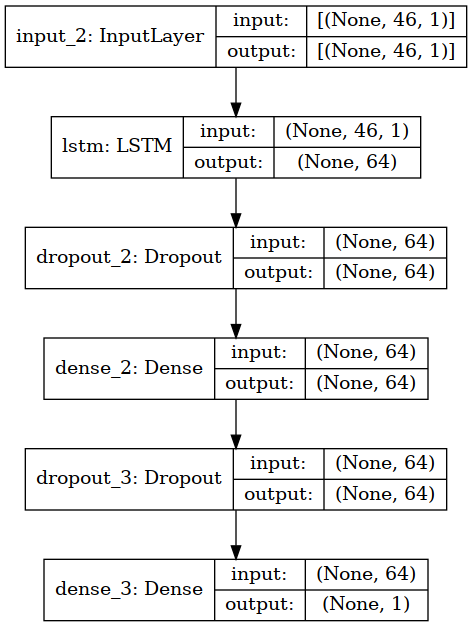 input_2: InputLayer input: [(None, 46, 1)]
output: [(None, 46, 1)]
lstm: LSTM input: (None, 46, 1)
output: (None, 64)
dropout_2: Dropout input: (None, 64)
output: (None, 64)
dense_2: Dense input: (None, 64)
output: (None, 64)
dropout_3: Dropout input: (None, 64)
output: (None, 64)
dense_3: Dense input: (None, 64)
output: (None, 1)